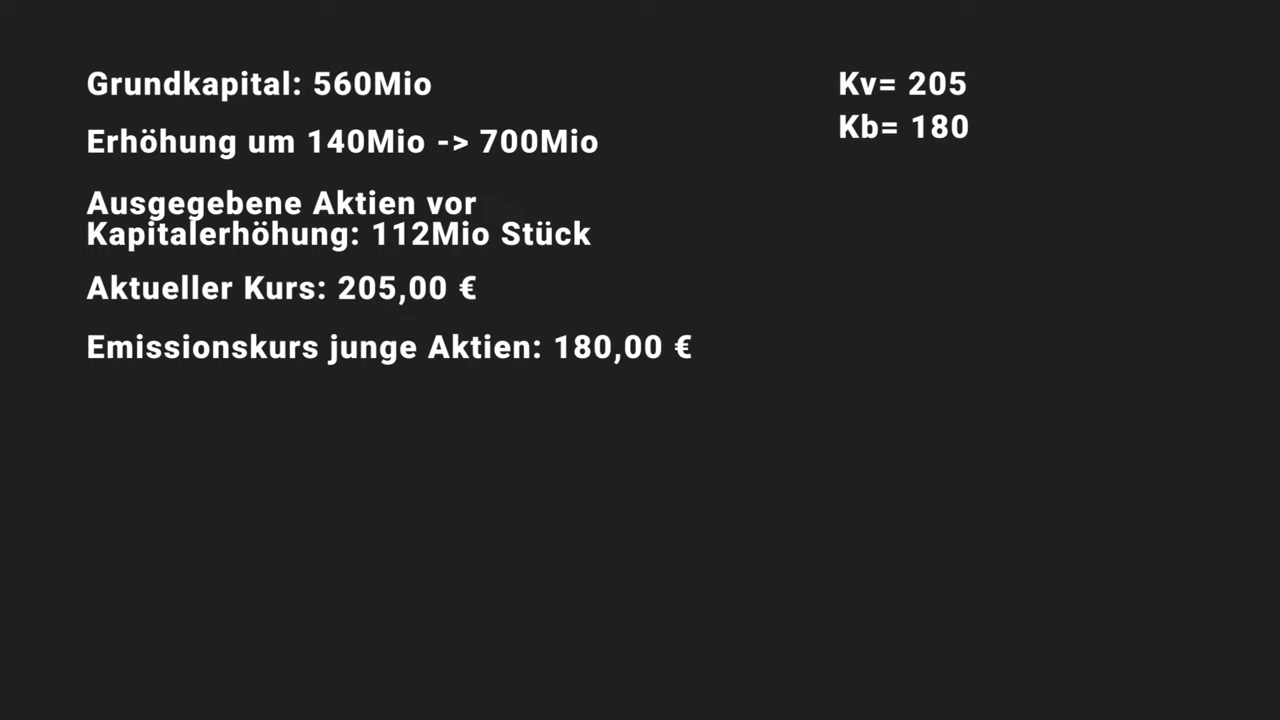 Grundkapital: 560Mio
Erhöhung um 140Mio -> 700Mio
Ausgegebene Aktien vor
Kapitalerhöhung: 112Mio Stück
Aktueller Kurs: 205,00 €
Emissionskurs junge Aktien: 180,00 €
Kv= 205
Kb= 180